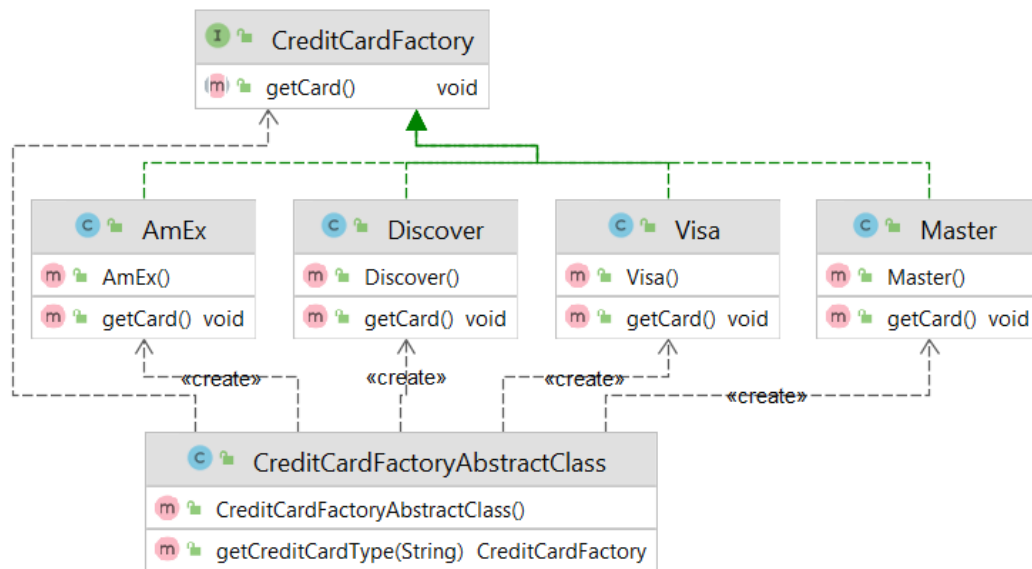 I CreditCardFactory
m getCard() void
C AmEx
m AmEx()
m getCard() void
C Discover
m Discover()
m getCard() void
C Visa
m Visa()
m getCard() void
C Master
m Master()
m getCard() void
«create»
«create»
«create»
«create»
C CreditCardFactoryAbstractClass
m CreditCardFactoryAbstractClass()
m getCreditCardType(String) CreditCardFactory